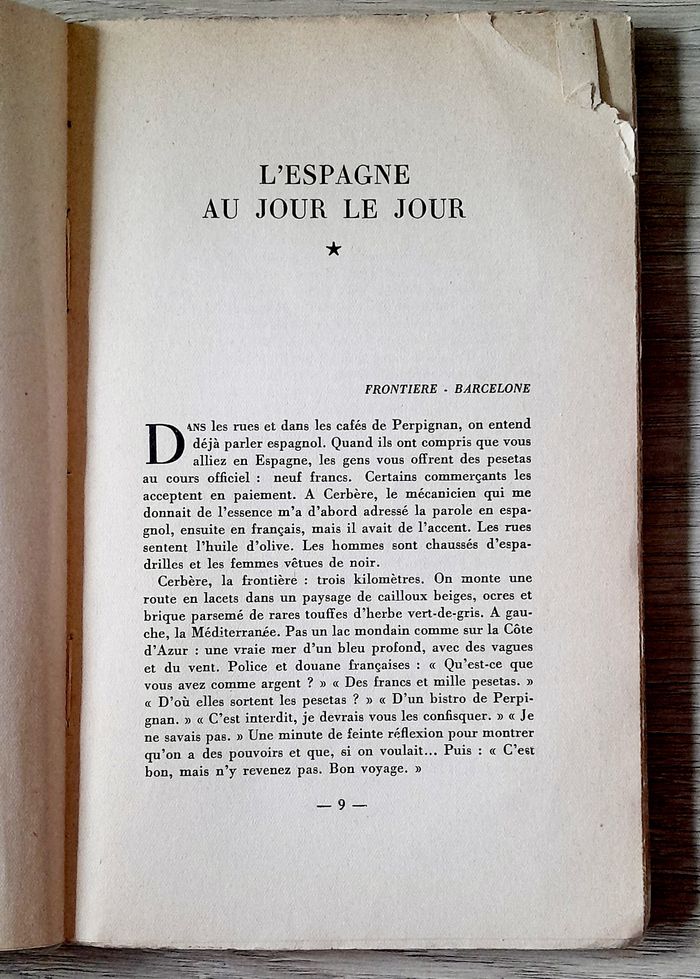 L'ESPAGNE
AU JOUR LE JOUR
★
FRONTIERE - BARCELONE
DANS les rues et dans les cafés de Perpignan, on entend
déjà parler espagnol. Quand ils ont compris que vous
alliez en Espagne, les gens vous offrent des pesetas
au cours officiel : neuf francs. Certains commerçants les
acceptent en paiement. A Cerbère, le mécanicien qui me
donnait de l'essence m'a d'abord adressé la parole en espa-
gnol, ensuite en français, mais il avait de l'accent. Les rues
sentent l'huile d'olive. Les hommes sont chaussés d'espa-
drilles et les femmes vêtues de noir.
Cerbère, la frontière : trois kilomètres. On monte une
route en lacets dans un paysage de cailloux beiges, ocres et
brique parsemé de rares touffes d'herbe vert-de-gris. A gau-
che, la Méditerranée. Pas un lac mondain comme sur la Côte
d'Azur : une vraie mer d'un bleu profond, avec des vagues
et du vent. Police et douane françaises : « Qu'est-ce que
vous avez comme argent ? » « Des francs et mille pesetas. »
« D'où elles sortent les pesetas ? » « D'un bistro de Perpi-
gnan. » « C'est interdit, je devrais vous les confisquer. » « Je
ne savais pas. » Une minute de feinte réflexion pour montrer
qu'on a des pouvoirs et que, si on voulait... Puis : « C'est
bon, mais n'y revenez pas. Bon voyage. »
— 9 —